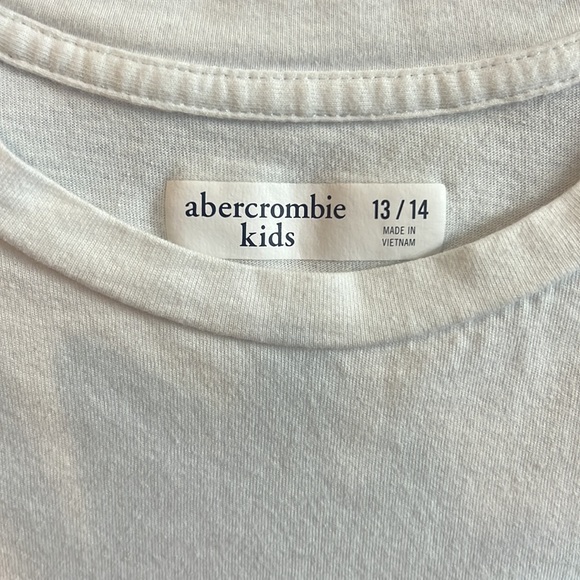 abercrombie
kids
13 / 14
MADE IN
VIETNAM